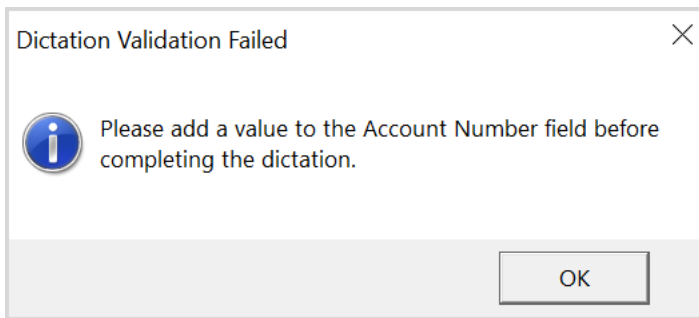 Dictation Validation Failed
Please add a value to the Account Number field before
completing the dictation.
OK